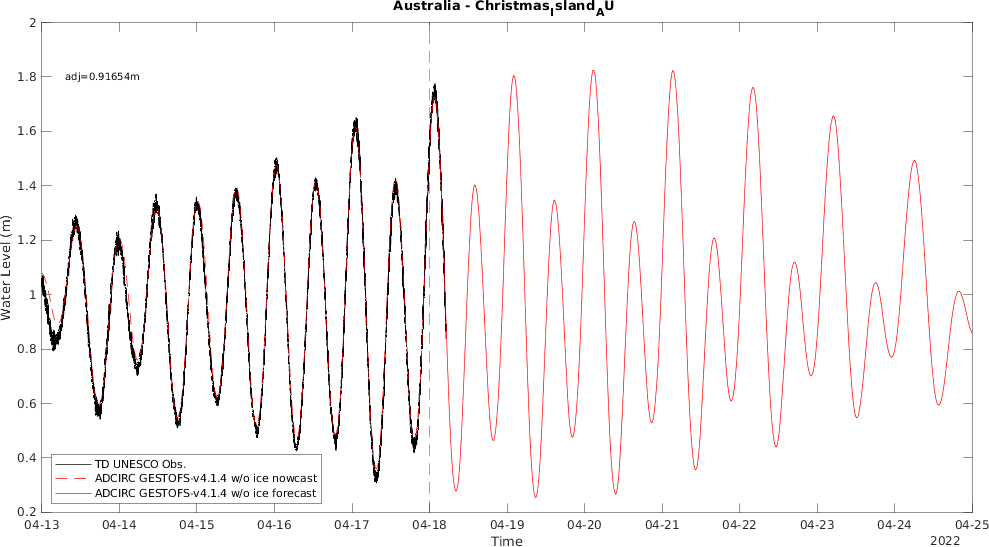 Australia - Christmas_Island_AU
2
1.8
adj=0.91654m
1.6
1.4
1.2
Water Level (m)
1
0.8
0.6
0.4
TD UNESCO Obs.
ADCIRC GESTOFS-v4.1.4 w/o ice nowcast
ADCIRC GESTOFS-v4.1.4 w/o ice forecast
0.2
04-13 04-14 04-15 04-16 04-17 04-18 04-19 04-20 04-21 04-22 04-23 04-24 04-25
Time
2022